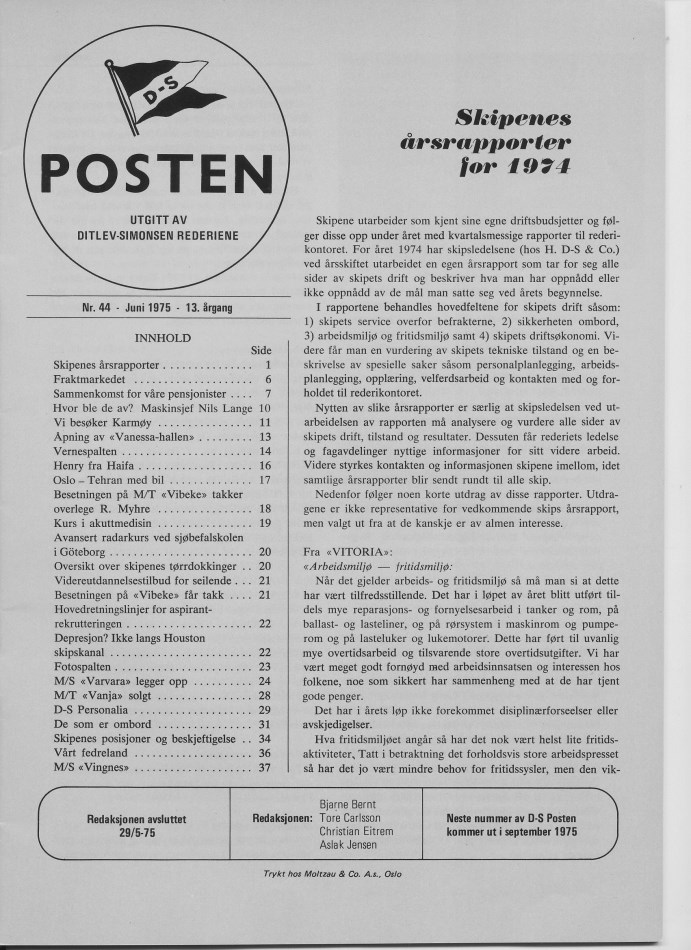 D-S
POSTEN
UTGITT AV
DITLEV-SIMONSEN REDERIENE
Nr. 44 - Juni 1975 - 13. årgang
INNHOLD
Side
Skipenes årsrapporter . . . . . . . . . . . . . . . 1
Fraktmarkedet . . . . . . . . . . . . . . . . . . . . 6
Sammenkomst for våre pensjonister . . . . 7
Hvor ble de av? Maskinsjef Nils Lange 10
Vi besøker Karmøy . . . . . . . . . . . . . . . . 11
Åpning av «Vanessa-hallen» . . . . . . . . . 13
Vernespalten . . . . . . . . . . . . . . . . . . . . . . 14
Henry fra Haifa . . . . . . . . . . . . . . . . . . . 16
Oslo – Tehran med bil . . . . . . . . . . . . . . 17
Besetningen på M/T «Vibeke» takker
overlege R. Myhre . . . . . . . . . . . . . . . . 18
Kurs i akuttmedisin . . . . . . . . . . . . . . . . 19
Avansert radarkurs ved sjøbefalskolen
i Göteborg . . . . . . . . . . . . . . . . . . . . . . . . 20
Oversikt over skipenes tørrdokkinger . . 20
Videreutdannelsestilbud for seilende . . . 21
Besetningen på «Vibeke» får takk . . . . 21
Hovedretningslinjer for aspirant-
rekrutteringen . . . . . . . . . . . . . . . . . . . . 22
Depresjon? Ikke langs Houston
skipskanal . . . . . . . . . . . . . . . . . . . . . . . . 22
Fotospalten . . . . . . . . . . . . . . . . . . . . . . . . 23
M/S «Varvara» legger opp . . . . . . . . . . 24
M/T «Vanja» solgt . . . . . . . . . . . . . . . . 28
D-S Personalia . . . . . . . . . . . . . . . . . . . . 29
De som er ombord . . . . . . . . . . . . . . . . 31
Skipenes posisjoner og beskjeftigelse . . 34
Vårt fedreland . . . . . . . . . . . . . . . . . . . . 36
M/S «Vingnes» . . . . . . . . . . . . . . . . . . . . 37
Skipenes
årsrapporter
for 1974
Skipene utarbeider som kjent sine egne driftsbudsjetter og føl-
ger disse opp under året med kvartalsmessige rapporter til rederi-
kontoret. For året 1974 har skipsledelsene (hos H. D-S & Co.)
ved årsskiftet utarbeidet en egen årsrapport som tar for seg alle
sider av skipets drift og beskriver hva man har oppnådd eller
ikke oppnådd av de mål man satte seg ved årets begynnelse.
I rapportene behandles hovedfeltene for skipets drift såsom:
1) skipets service overfor befrakterne, 2) sikkerheten ombord,
3) arbeidsmiljø og fritidsmiljø samt 4) skipets driftsøkonomi. Vi-
dere får man en vurdering av skipets tekniske tilstand og en be-
skrivelse av spesielle saker såsom personalplanlegging, arbeids-
planlegging, opplæring, velferdsarbeid og kontakten med og for-
holdet til rederikontoret.
Nytten av slike årsrapporter er særlig at skipsledelsen ved ut-
arbeidelsen av rapporten må analysere og vurdere alle sider av
skipets drift, tilstand og resultater. Dessuten får rederiets ledelse
og fagavdelinger nyttige informasjoner for sitt videre arbeid.
Videre styrkes kontakten og informasjonen skipene imellom, idet
samtlige årsrapporter blir sendt rundt til alle skip.
Nedenfor følger noen korte utdrag av disse rapporter. Utdra-
gene er ikke representative for vedkommende skips årsrapport,
men valgt ut fra at de kanskje er av almen interesse.
Fra «VITORIA»:
«Arbeidsmiljø — fritidsmiljø:
Når det gjelder arbeids- og fritidsmiljø så må man si at dette
har vært tilfredsstillende. Det har i løpet av året blitt utført til-
dels mye reparasjons- og fornyelsesarbeid i tanker og rom, på
ballast- og lasteliner, og på rørsystem i maskinrom og pumpe-
rom og på lasteluker og lukemotorer. Dette har ført til uvanlig
mye overtidsarbeid og tilsvarende store overtidsutgifter. Vi har
vært meget godt fornøyd med arbeidsinnsatsen og interessen hos
folkene, noe som sikkert har sammenheng med at de har tjent
gode penger.
Det har i årets løp ikke forekommet disiplinærforseelser eller
avskjedigelser.
Hva fritidsmiljøet angår så har det nok vært helst lite fritids-
aktiviteter, Tatt i betraktning det forholdsvis store arbeidspresset
så har det jo vært mindre behov for fritidssysler, men den vik-
Redaksjonen avsluttet
29/5-75
Redaksjonen:
Bjarne Bernt
Tore Carlsson
Christian Eitrem
Aslak Jensen
Neste nummer av D-S Posten
kommer ut i september 1975
Trykt hos Moltzau & Co. A.s., Oslo